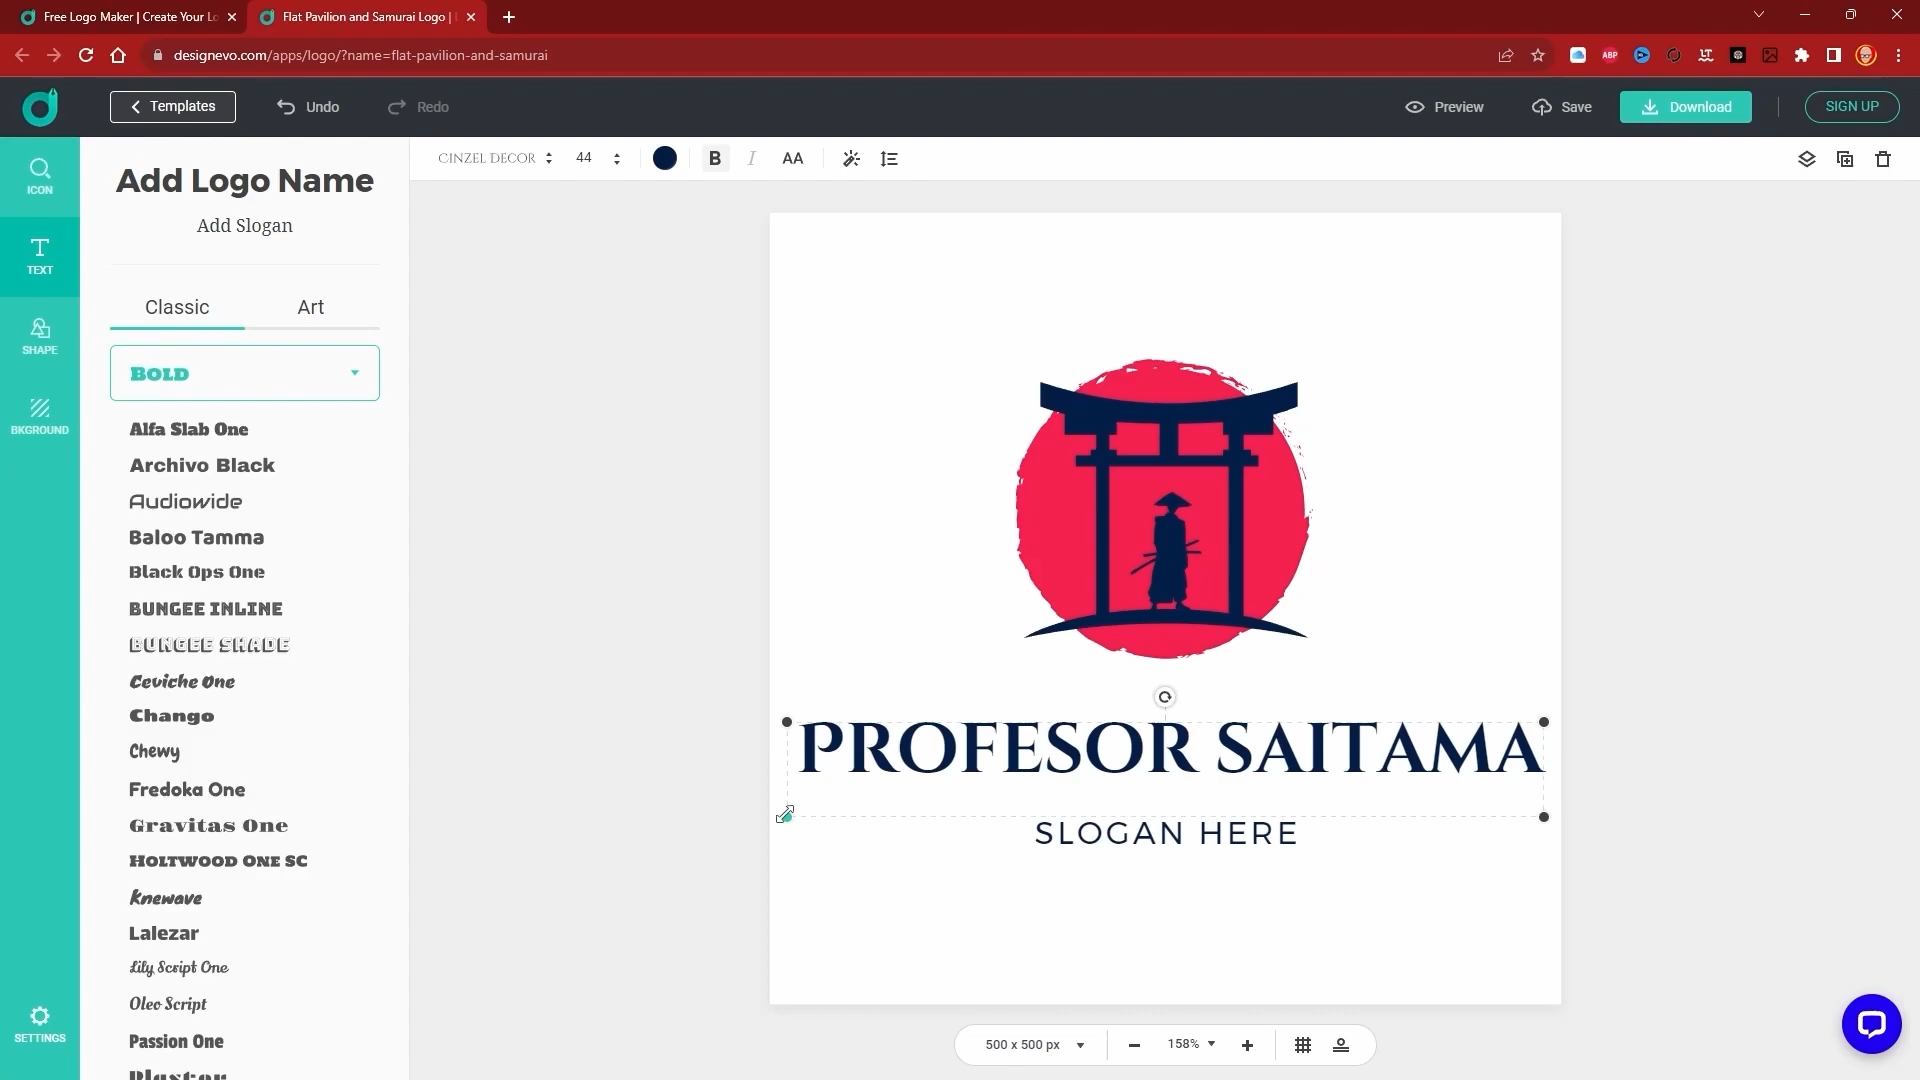 Free Logo Maker | Create Your Lo
Flat Pavilion and Samurai Logo |
designevo.com/apps/logo/?name=flat-pavilion-and-samurai
ABP
Templates
Undo
Redo
Preview
Save
Download
SIGN UP
CINZEL DECOR
44
B
I
AA
ICON
TEXT
SHAPE
BKGROUND
SETTINGS
Add Logo Name
Add Slogan
Classic
Art
BOLD
Alfa Slab One
Archivo Black
Audiowide
Baloo Tamma
Black Ops One
BUNGEE INLINE
BUNGEE SHADE
Ceviche One
Chango
Chewy
Fredoka One
Gravitas One
HOLTWOOD ONE SC
Knewave
Lalezar
Lily Script One
Oleo Script
Passion One
Plaster
PROFESOR SAITAMA
SLOGAN HERE
500 x 500 px
158%